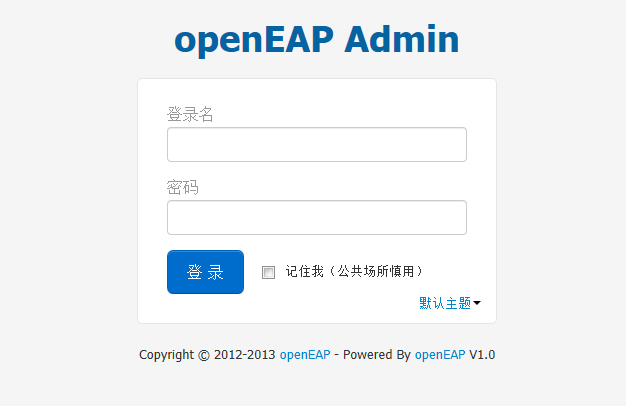 openEAP Admin
登录名
密码
登 录 记住我（公共场所慎用）
默认主题
Copyright © 2012-2013 openEAP - Powered By openEAP V1.0